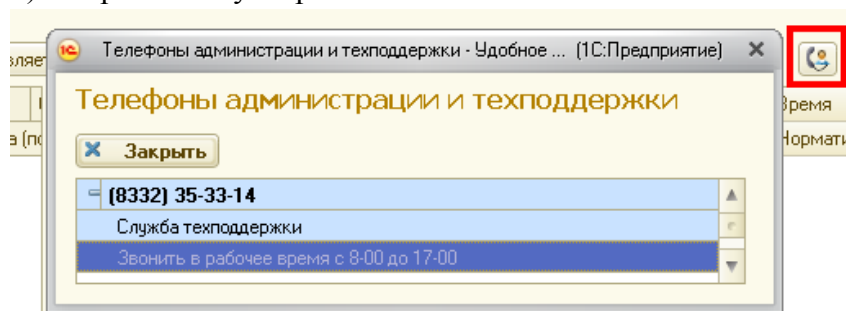 Телефоны администрации и техподдержки - Удобное ... (1С:Предприятие)
Телефоны администрации и техподдержки
Время
Закрыть
(8332) 35-33-14
Служба техподдержки
Звонить в рабочее время с 8-00 до 17-00